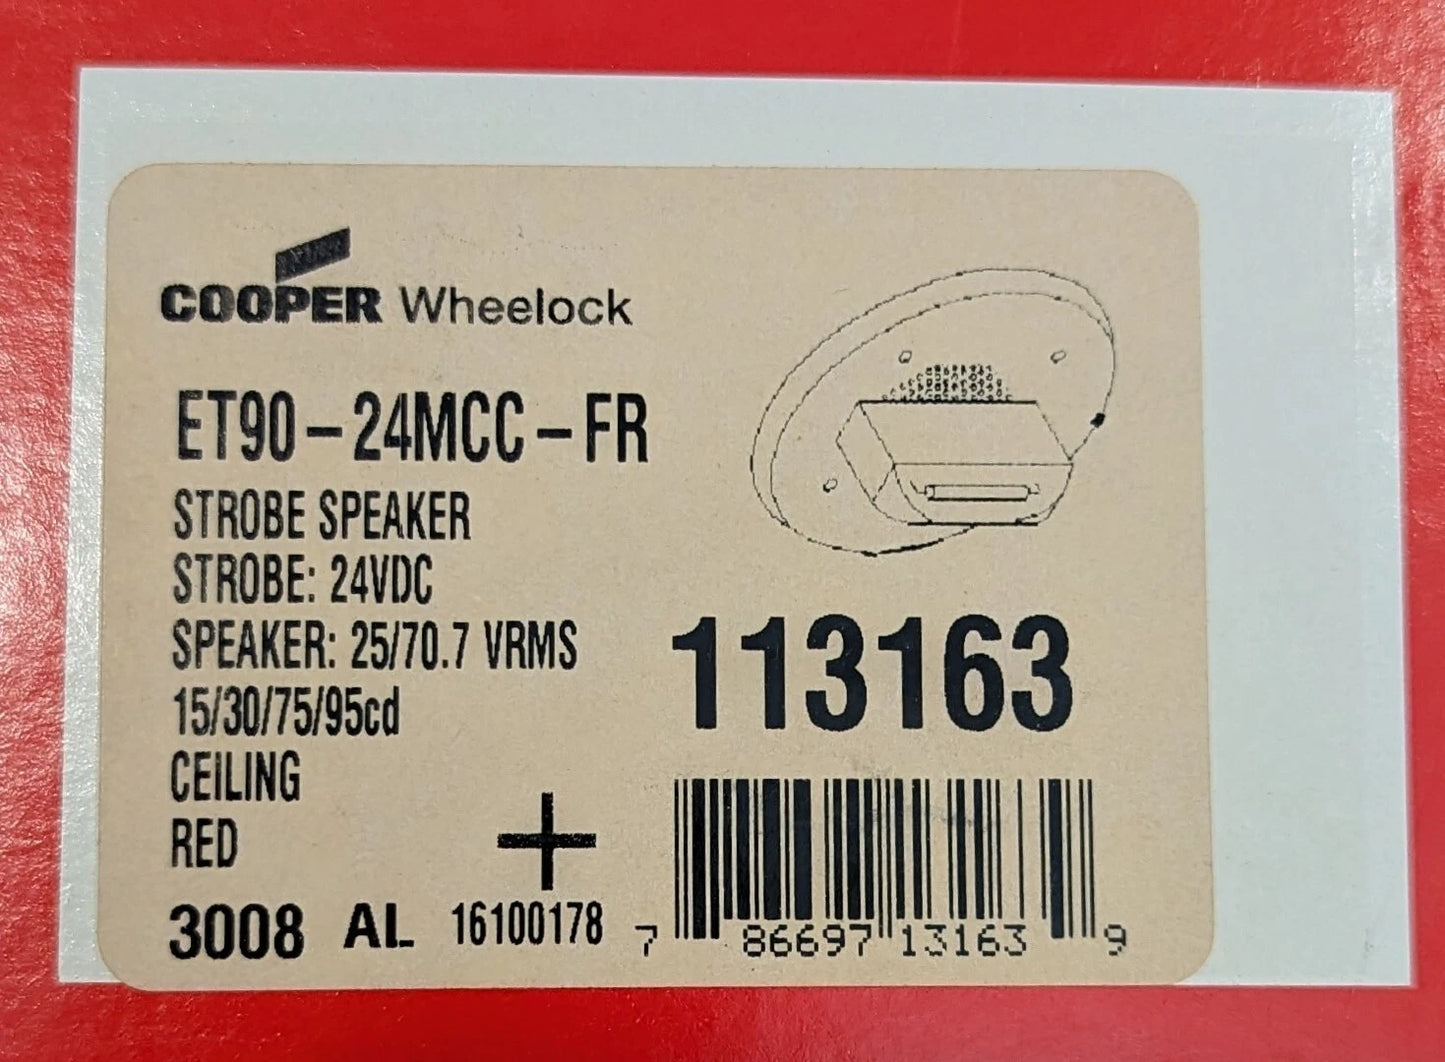 COOPER Wheelock
ET90-24MCC-FR
STROBE SPEAKER
STROBE: 24VDC
SPEAKER: 25/70.7 VRMS
15/30/75/95cd
CEILING
RED
113163
3008 AL 16100178
7 86697 13163 9